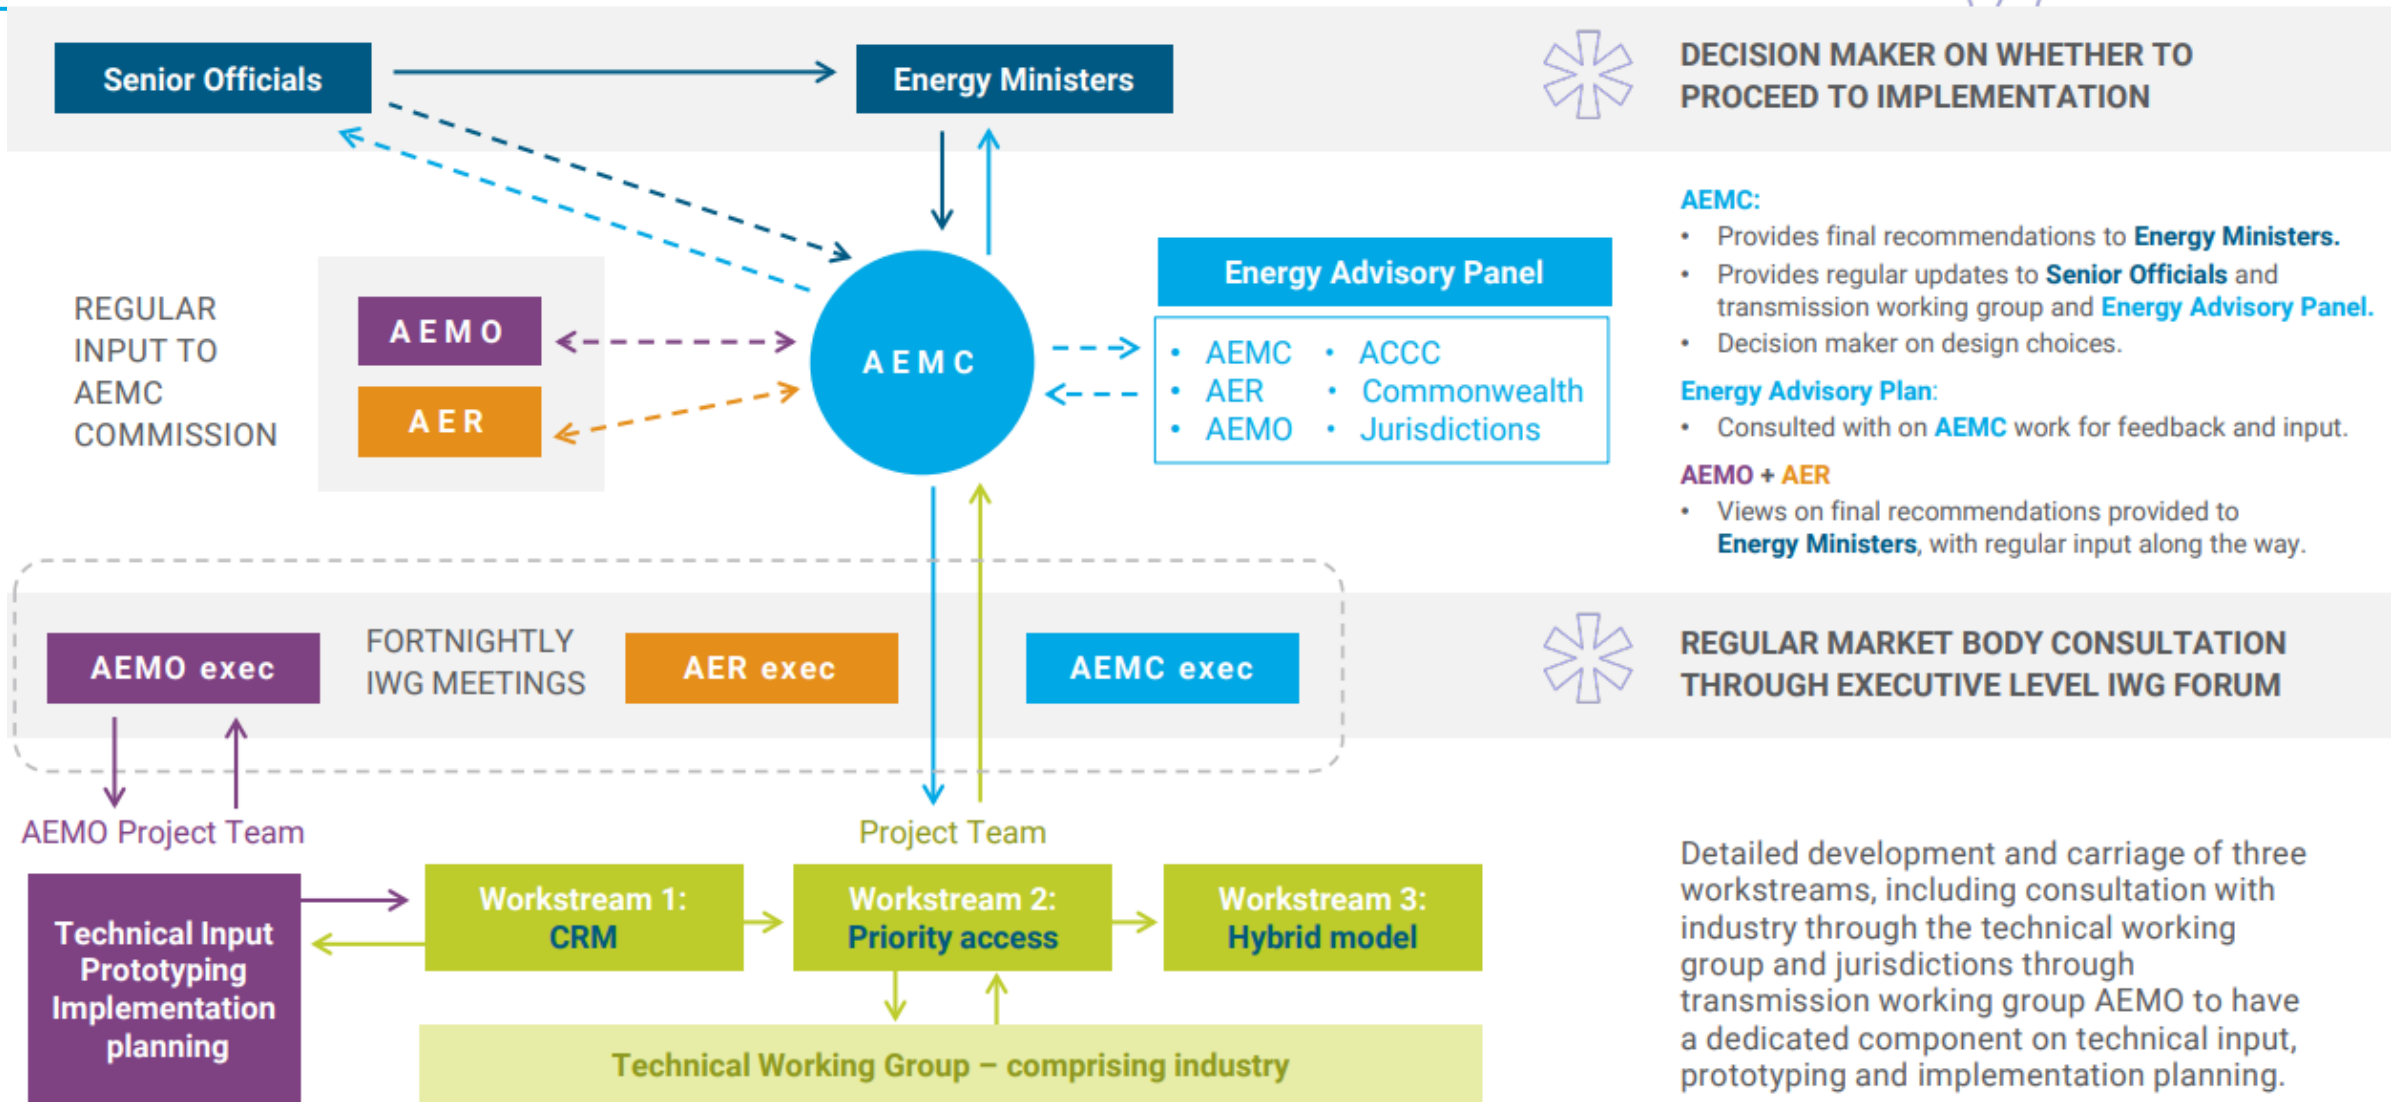 Senior Officials
Energy Ministers
DECISION MAKER ON WHETHER TO
PROCEED TO IMPLEMENTATION
REGULAR
INPUT TO
AEMC
COMMISSION
AEMO
AER
AEMC
Energy Advisory Panel
• AEMC • ACCC
• AER • Commonwealth
• AEMO • Jurisdictions
AEMC:
• Provides final recommendations to Energy Ministers.
• Provides regular updates to Senior Officials and
transmission working group and Energy Advisory Panel.
• Decision maker on design choices.
Energy Advisory Plan:
• Consulted with on AEMC work for feedback and input.
AEMO + AER
• Views on final recommendations provided to
Energy Ministers, with regular input along the way.
AEMO exec
FORTNIGHTLY
IWG MEETINGS
AER exec
AEMC exec
REGULAR MARKET BODY CONSULTATION
THROUGH EXECUTIVE LEVEL IWG FORUM
AEMO Project Team
Project Team
Technical Input
Prototyping
Implementation
planning
Workstream 1:
CRM
Workstream 2:
Priority access
Workstream 3:
Hybrid model
Technical Working Group – comprising industry
Detailed development and carriage of three
workstreams, including consultation with
industry through the technical working
group and jurisdictions through
transmission working group AEMO to have
a dedicated component on technical input,
prototyping and implementation planning.